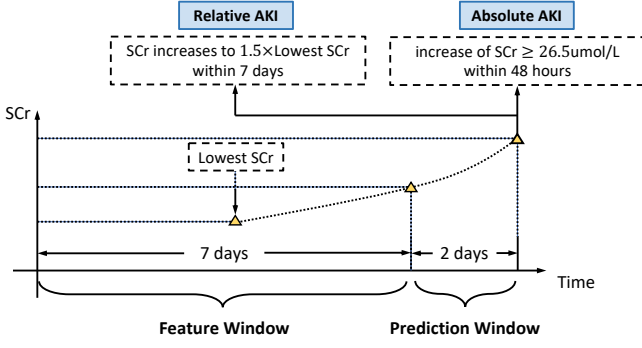 Relative AKI
Absolute AKI
SCr increases to 1.5×Lowest SCr
within 7 days
increase of SCr ≥ 26.5umol/L
within 48 hours
SCr
Lowest SCr
7 days
2 days
Time
Feature Window
Prediction Window